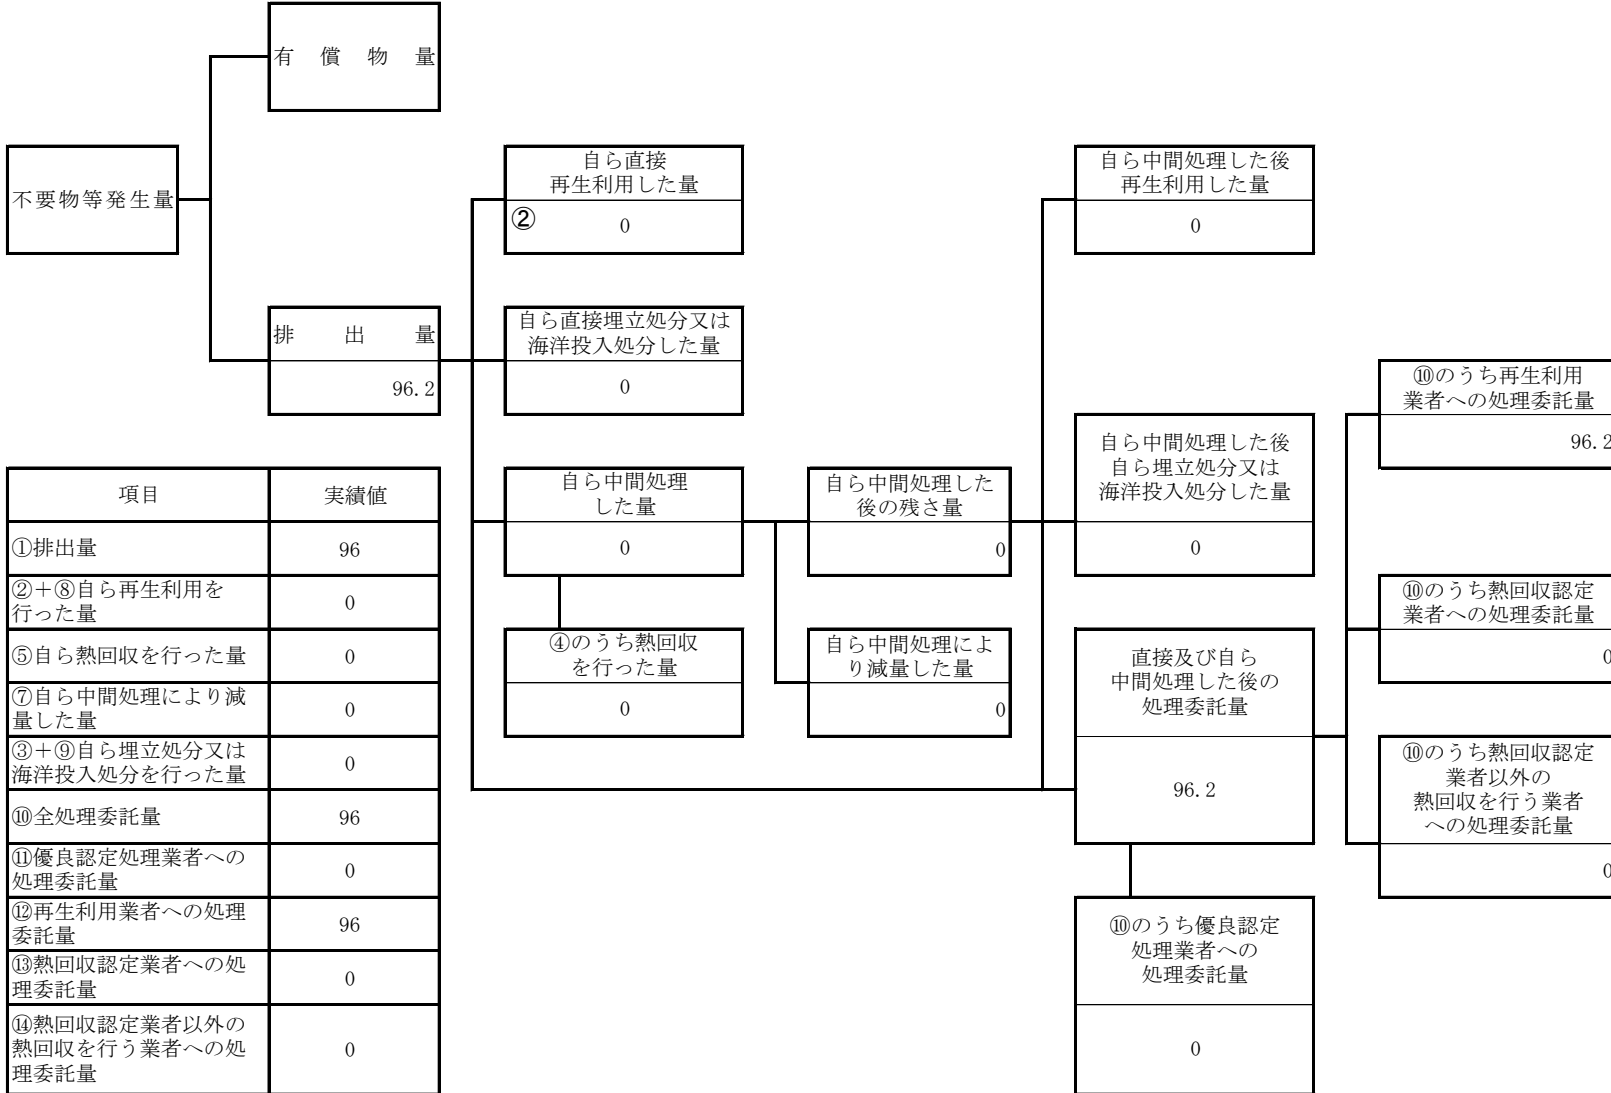 有償物量
不要物等発生量
自ら直接
再生利用した量
②
0
自ら中間処理した後
再生利用した量
0
排出量
96.2
自ら直接埋立処分又は
海洋投入処分した量
0
⑩のうち再生利用
業者への処理委託量
96.2
自ら中間処理した後
自ら埋立処分又は
海洋投入処分した量
0
自ら中間処理
した量
0
自ら中間処理した
後の残さ量
0
⑩のうち熱回収認定
業者への処理委託量
0
④のうち熱回収
を行った量
0
自ら中間処理によ
り減量した量
0
直接及び自ら
中間処理した後の
処理委託量
96.2
⑩のうち熱回収認定
業者以外の
熱回収を行う業者
への処理委託量
0
⑩のうち優良認定
処理業者への
処理委託量
0
項目 実績値
①排出量 96
②+⑧自ら再生利用を
行った量 0
⑤自ら熱回収を行った量 0
⑦自ら中間処理により減
量した量 0
③+⑨自ら埋立処分又は
海洋投入処分を行った量 0
⑩全処理委託量 96
⑪優良認定処理業者への
処理委託量 0
⑫再生利用業者への処理
委託量 96
⑬熱回収認定業者への処
理委託量 0
⑭熱回収認定業者以外の
熱回収を行う業者への処
理委託量 0